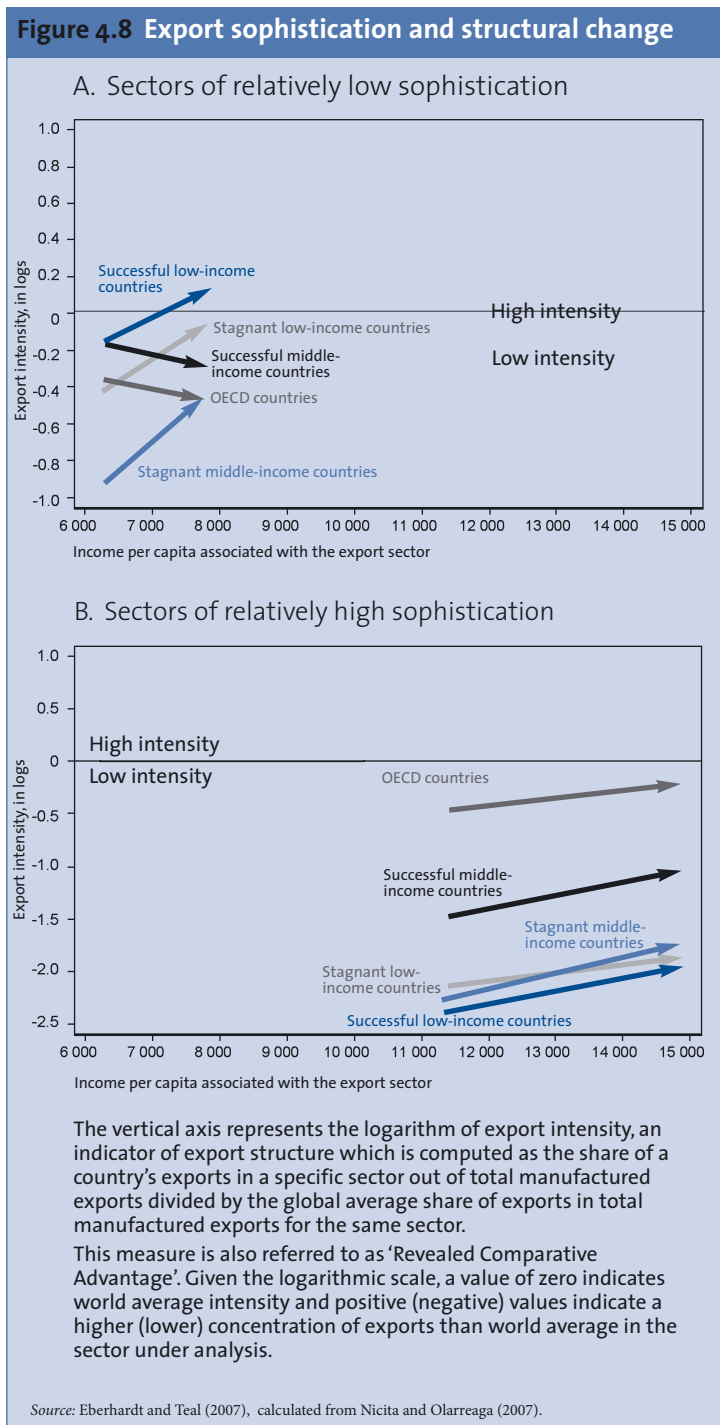 Figure 4.8 Export sophistication and structural change
A. Sectors of relatively low sophistication
Export intensity, in logs
1.0
0.8
0.6
0.4
0.2
0
-0.2
-0.4
-0.6
-0.8
-1.0
Successful low-income
countries
Stagnant low-income countries
Successful middle-
income countries
OECD countries
Stagnant middle-income countries
High intensity
Low intensity
6 000 7 000 8 000 9 000 10 000 11 000 12 000 13 000 14 000 15 000
Income per capita associated with the export sector
B. Sectors of relatively high sophistication
Export intensity, in logs
1.0
0.5
0
-0.5
-1.0
-1.5
-2.0
-2.5
High intensity
Low intensity
OECD countries
Successful middle-
income countries
Stagnant middle-
income countries
Stagnant low-
income countries
Successful low-income countries
6 000 7 000 8 000 9 000 10 000 11 000 12 000 13 000 14 000 15 000
Income per capita associated with the export sector
The vertical axis represents the logarithm of export intensity, an
indicator of export structure which is computed as the share of a
country's exports in a specific sector out of total manufactured
exports divided by the global average share of exports in total
manufactured exports for the same sector.
This measure is also referred to as 'Revealed Comparative
Advantage'. Given the logarithmic scale, a value of zero indicates
world average intensity and positive (negative) values indicate a
higher (lower) concentration of exports than world average in the
sector under analysis.
Source: Eberhardt and Teal (2007), calculated from Nicita and Olarreaga (2007).